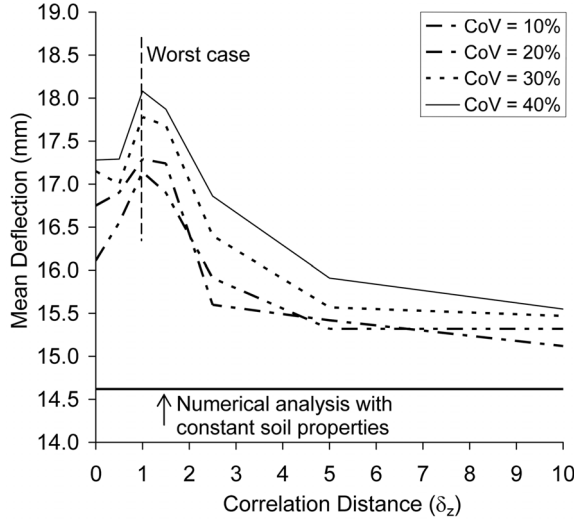 Mean Deflection (mm)
19.0
18.5
18.0
17.5
17.0
16.5
16.0
15.5
15.0
14.5
14.0
Worst case
CoV = 10%
CoV = 20%
CoV = 30%
CoV = 40%
Numerical analysis with
constant soil properties
0 1 2 3 4 5 6 7 8 9 10
Correlation Distance (δz)